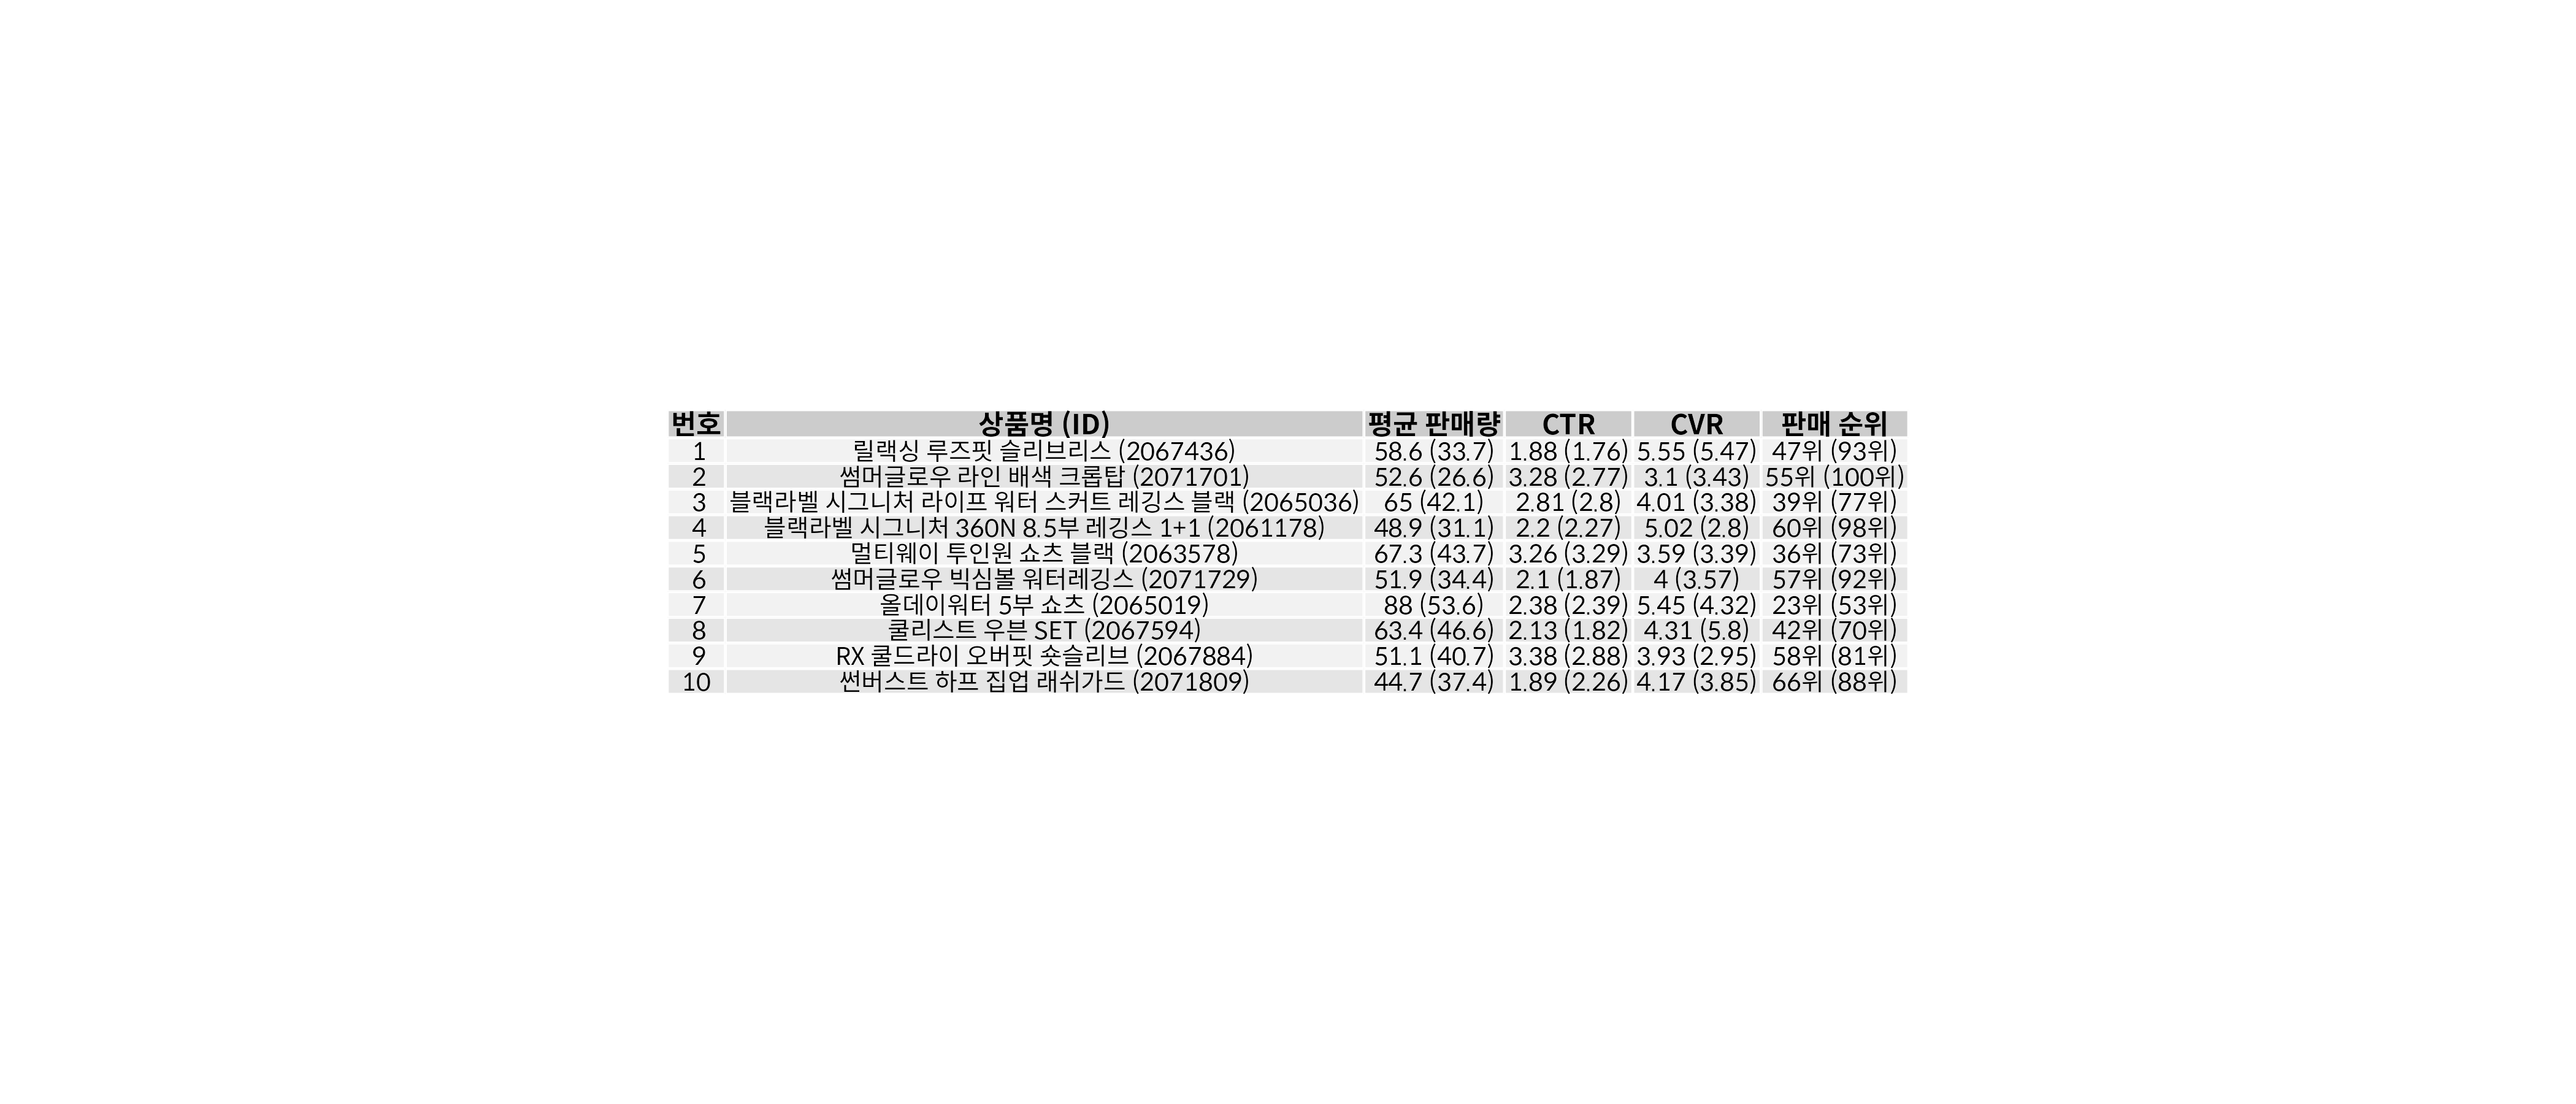 번호 상품명 (ID) 평균 판매량 CTR CVR 판매 순위
1 릴랙싱 루즈핏 슬리브리스 (2067436) 58.6 (33.7) 1.88 (1.76) 5.55 (5.47) 47위 (93위)
2 썸머글로우 라인 배색 크롭탑 (2071701) 52.6 (26.6) 3.28 (2.77) 3.1 (3.43) 55위 (100위)
3 블랙라벨 시그니처 라이프 워터 스커트 레깅스 블랙 (2065036) 65 (42.1) 2.81 (2.8) 4.01 (3.38) 39위 (77위)
4 블랙라벨 시그니처 360N 8.5부 레깅스 1+1 (2061178) 48.9 (31.1) 2.2 (2.27) 5.02 (2.8) 60위 (98위)
5 멀티웨이 투인원 쇼츠 블랙 (2063578) 67.3 (43.7) 3.26 (3.29) 3.59 (3.39) 36위 (73위)
6 썸머글로우 빅심볼 워터레깅스 (2071729) 51.9 (34.4) 2.1 (1.87) 4 (3.57) 57위 (92위)
7 올데이워터 5부 쇼츠 (2065019) 88 (53.6) 2.38 (2.39) 5.45 (4.32) 23위 (53위)
8 쿨리스트 우븐 SET (2067594) 63.4 (46.6) 2.13 (1.82) 4.31 (5.8) 42위 (70위)
9 RX 쿨드라이 오버핏 숏슬리브 (2067884) 51.1 (40.7) 3.38 (2.88) 3.93 (2.95) 58위 (81위)
10 썬버스트 하프 집업 래쉬가드 (2071809) 44.7 (37.4) 1.89 (2.26) 4.17 (3.85) 66위 (88위)